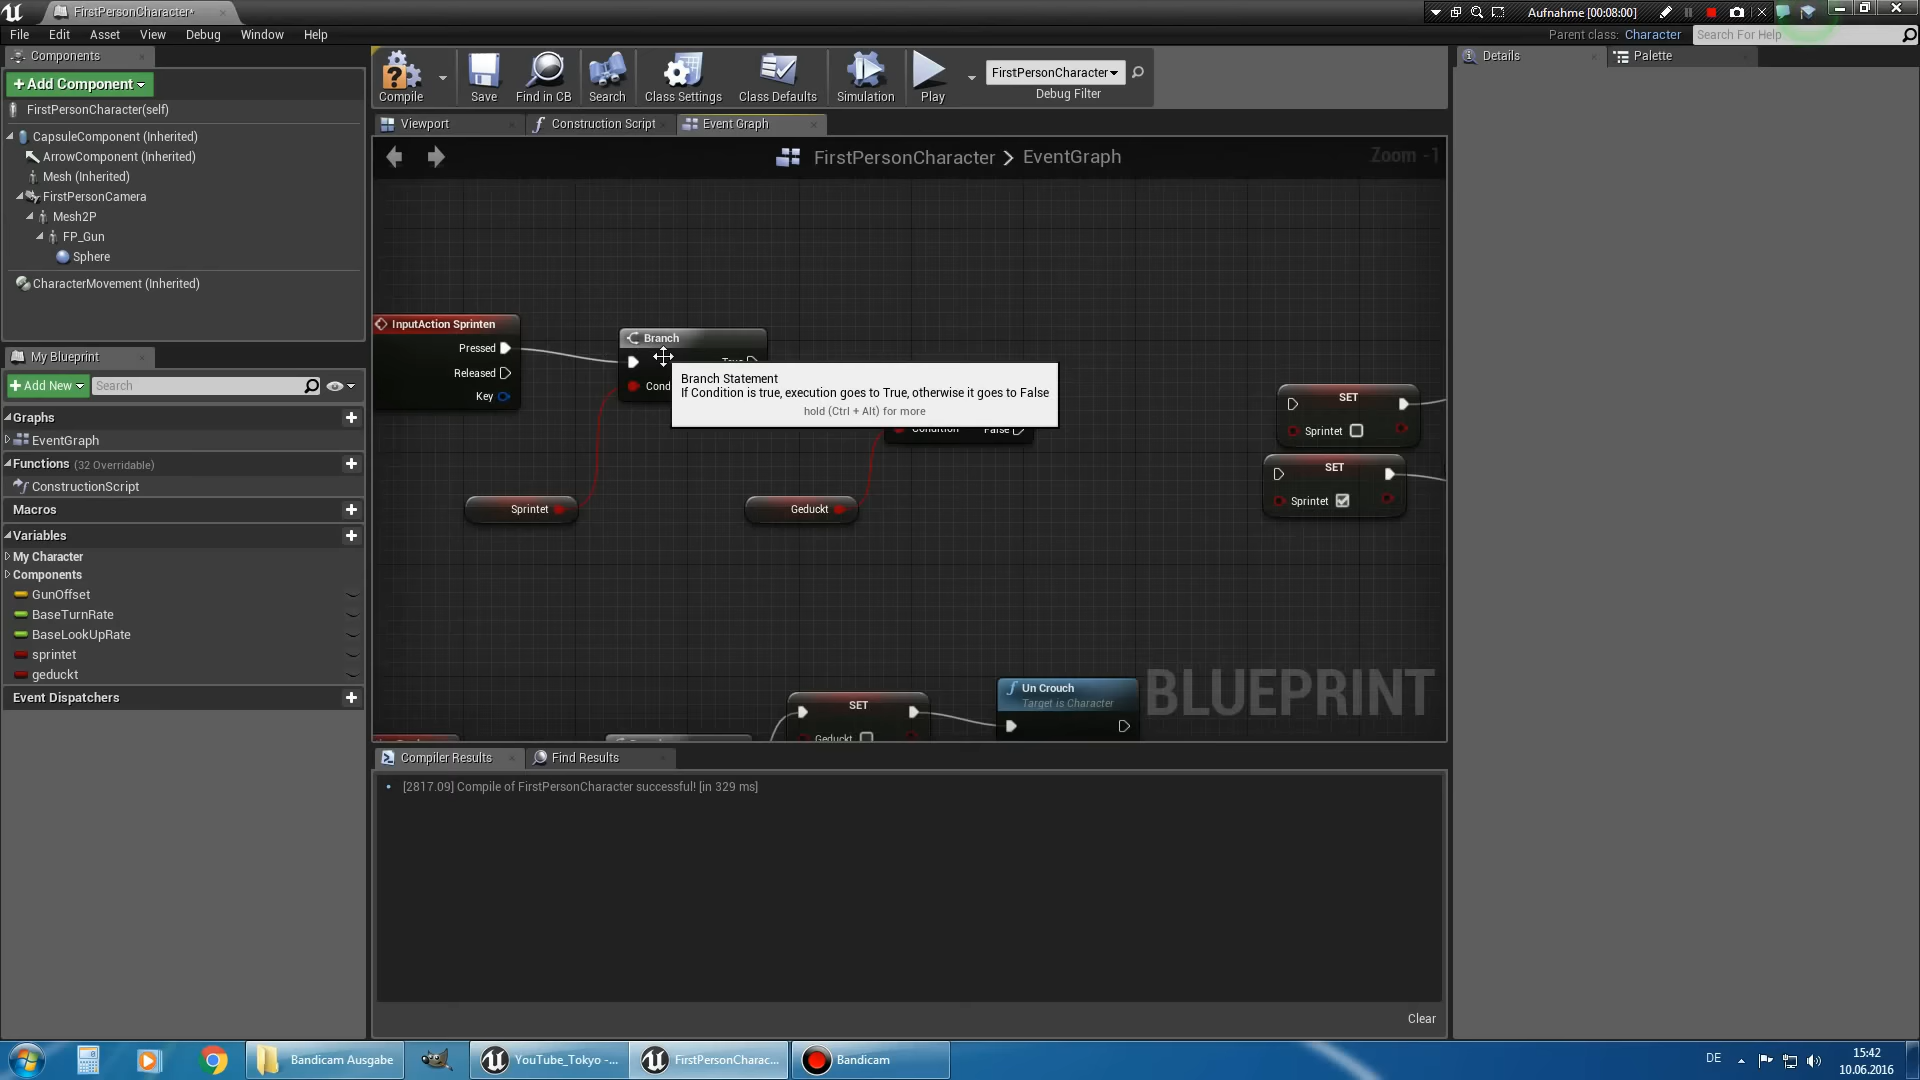 FirstPersonCharacter*
Aufnahme [00:08:00]
File Edit Asset View Debug Window Help
Parent class: Character
Search For Help
Components
+Add Component
FirstPersonCharacter(self)
CapsuleComponent (Inherited)
ArrowComponent (Inherited)
Mesh (Inherited)
FirstPersonCamera
Mesh2P
FP_Gun
Sphere
CharacterMovement (Inherited)
My Blueprint
+Add New
Search
Graphs
EventGraph
Functions (32 Overridable)
ConstructionScript
Macros
Variables
My Character
Components
GunOffset
BaseTurnRate
BaseLookUpRate
sprintet
geduckt
Event Dispatchers
Compile
Save
Find in CB
Search
Class Settings
Class Defaults
Simulation
Play
FirstPersonCharacter
Debug Filter
Viewport
Construction Script
Event Graph
FirstPersonCharacter > EventGraph
Zoom -1
InputAction Sprinten
Pressed
Released
Key
Branch
True
Cond
Branch Statement
If Condition is true, execution goes to True, otherwise it goes to False
hold (Ctrl + Alt) for more
Condition
False
Sprintet
Geduckt
SET
Sprintet
SET
Sprintet
SET
Geduckt
Un Crouch
Target is Character
BLUEPRINT
Compiler Results
Find Results
[2817.09] Compile of FirstPersonCharacter successful! [in 329 ms]
Clear
Details
Palette
Bandicam Ausgabe
YouTube_Tokyo -...
FirstPersonCharac...
Bandicam
DE
15:42
10.06.2016